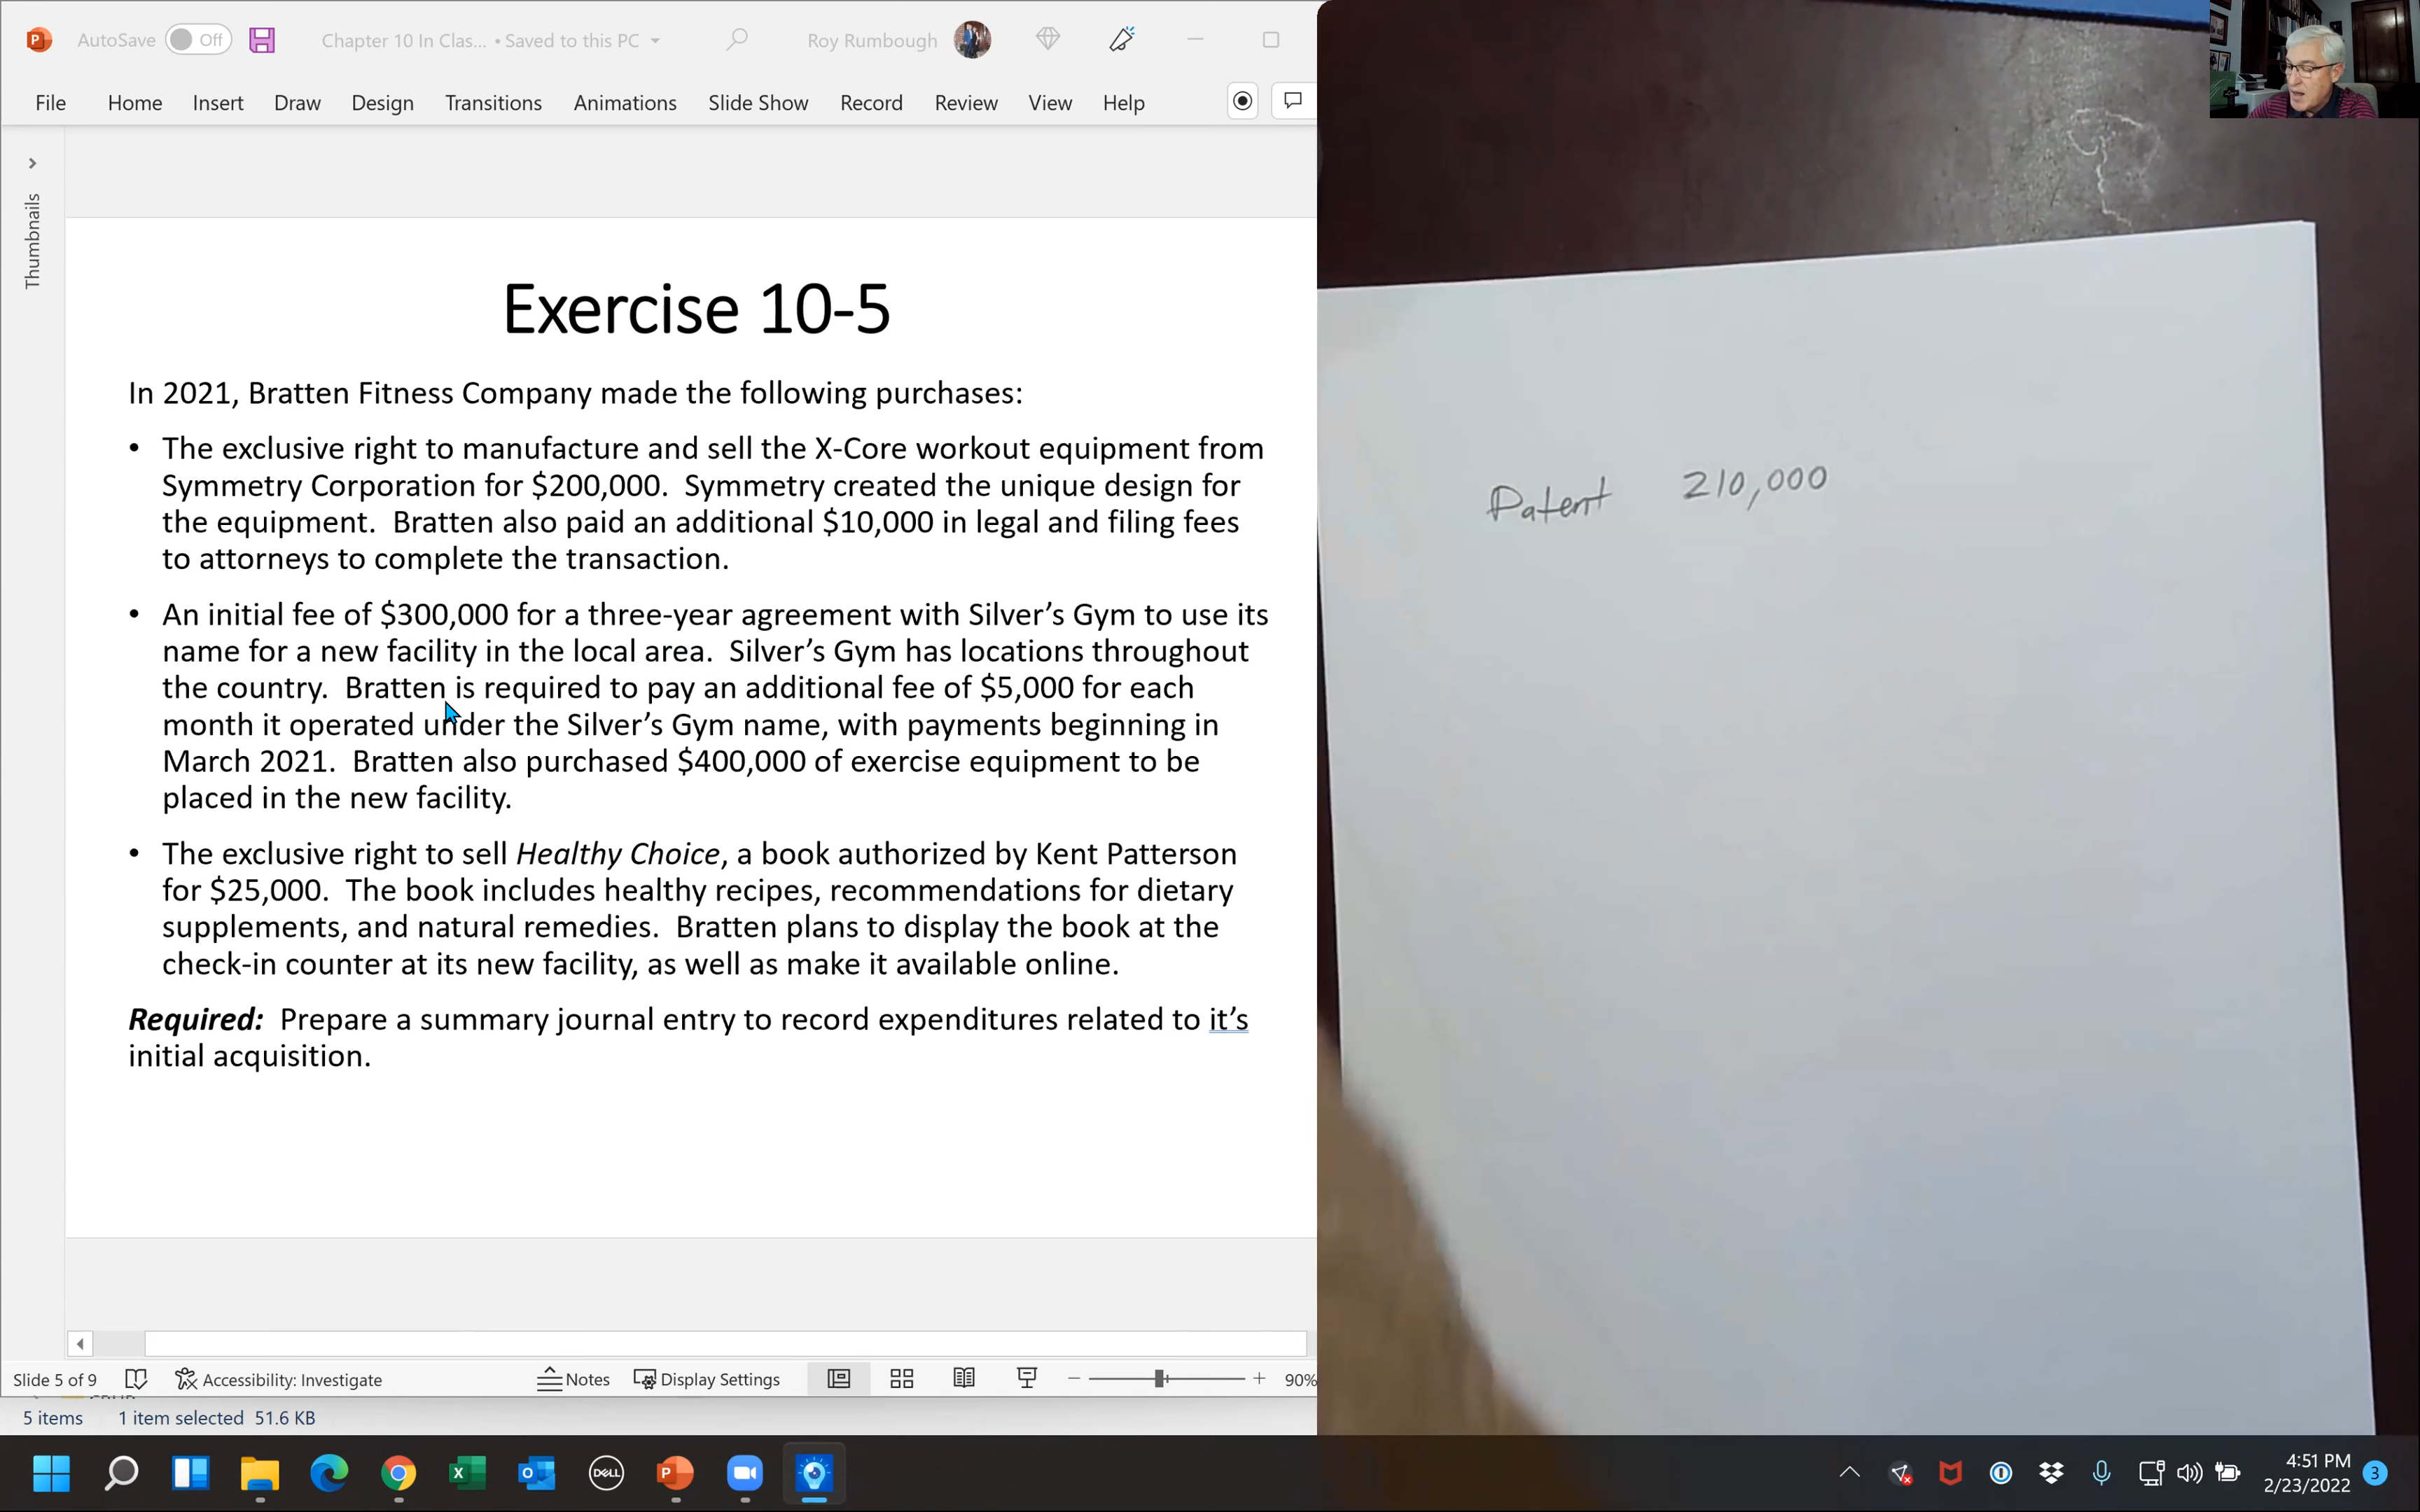 AutoSave Off Chapter 10 In Clas... • Saved to this PC Roy Rumbough
File Home Insert Draw Design Transitions Animations Slide Show Record Review View Help
Thumbnails
Exercise 10-5
In 2021, Bratten Fitness Company made the following purchases:
• The exclusive right to manufacture and sell the X-Core workout equipment from
Symmetry Corporation for $200,000. Symmetry created the unique design for
the equipment. Bratten also paid an additional $10,000 in legal and filing fees
to attorneys to complete the transaction.
• An initial fee of $300,000 for a three-year agreement with Silver’s Gym to use its
name for a new facility in the local area. Silver’s Gym has locations throughout
the country. Bratten is required to pay an additional fee of $5,000 for each
month it operated under the Silver’s Gym name, with payments beginning in
March 2021. Bratten also purchased $400,000 of exercise equipment to be
placed in the new facility.
• The exclusive right to sell Healthy Choice, a book authorized by Kent Patterson
for $25,000. The book includes healthy recipes, recommendations for dietary
supplements, and natural remedies. Bratten plans to display the book at the
check-in counter at its new facility, as well as make it available online.
Required: Prepare a summary journal entry to record expenditures related to it’s
initial acquisition.
Slide 5 of 9 Accessibility: Investigate Notes Display Settings 90%
5 items 1 item selected 51.6 KB
Patent 210,000
DELL
4:51 PM
2/23/2022
3